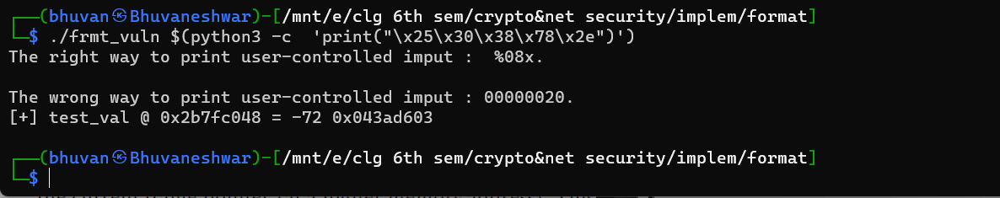 ┌──(bhuvan㉿Bhuvaneshwar)-[/mnt/e/clg 6th sem/crypto&net security/implem/format]
└─$ ./frmt_vuln $(python3 -c  'print("\x25\x30\x38\x78\x2e")')
The right way to print user-controlled imput :  %08x.
The wrong way to print user-controlled imput : 00000020.
[+] test_val @ 0x2b7fc048 = -72 0x043ad603
┌──(bhuvan㉿Bhuvaneshwar)-[/mnt/e/clg 6th sem/crypto&net security/implem/format]
└─$